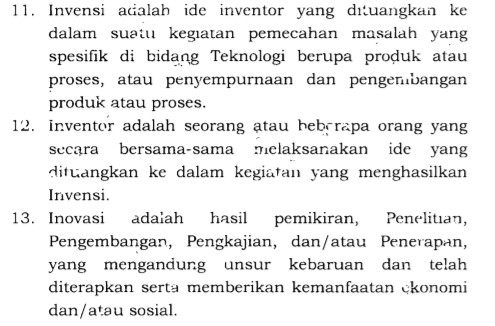 11. Invensi adalah ide inventor yang dituangkan ke
dalam suatu kegiatan pemecahan masalah yang
spesifik di bidang Teknologi berupa produk atau
proses, atau penyempurnaan dan pengembangan
produk atau proses.
12. Inventor adalah seorang atau beberapa orang yang
secara bersama-sama melaksanakan ide yang
dituangkan ke dalam kegiatan yang menghasilkan
Invensi.
13. Inovasi adalah hasil pemikiran, Penelitian,
Pengembangan, Pengkajian, dan/atau Penerapan,
yang mengandung unsur kebaruan dan telah
diterapkan serta memberikan kemanfaatan ekonomi
dan/atau sosial.